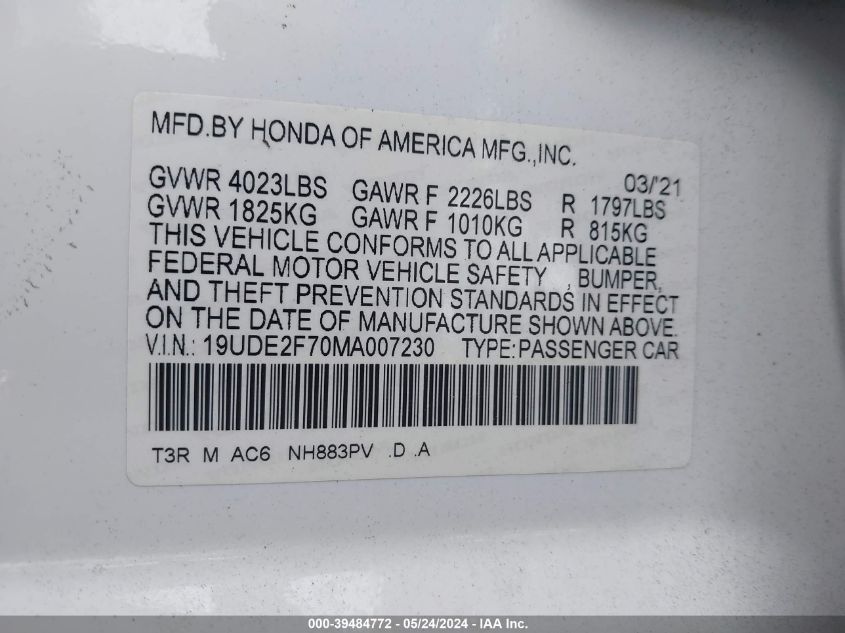 MFD.BY HONDA OF AMERICA MFG.,INC.
03/'21
GVWR 4023LBS GAWR F 2226LBS R 1797LBS
GVWR 1825KG GAWR F 1010KG R 815KG
THIS VEHICLE CONFORMS TO ALL APPLICABLE
FEDERAL MOTOR VEHICLE SAFETY , BUMPER,
AND THEFT PREVENTION STANDARDS IN EFFECT
ON THE DATE OF MANUFACTURE SHOWN ABOVE.
V.I.N.: 19UDE2F70MA007230 TYPE:PASSENGER CAR
T3R M AC6 NH883PV .D .A
000-39484772 - 05/24/2024 - IAA Inc.